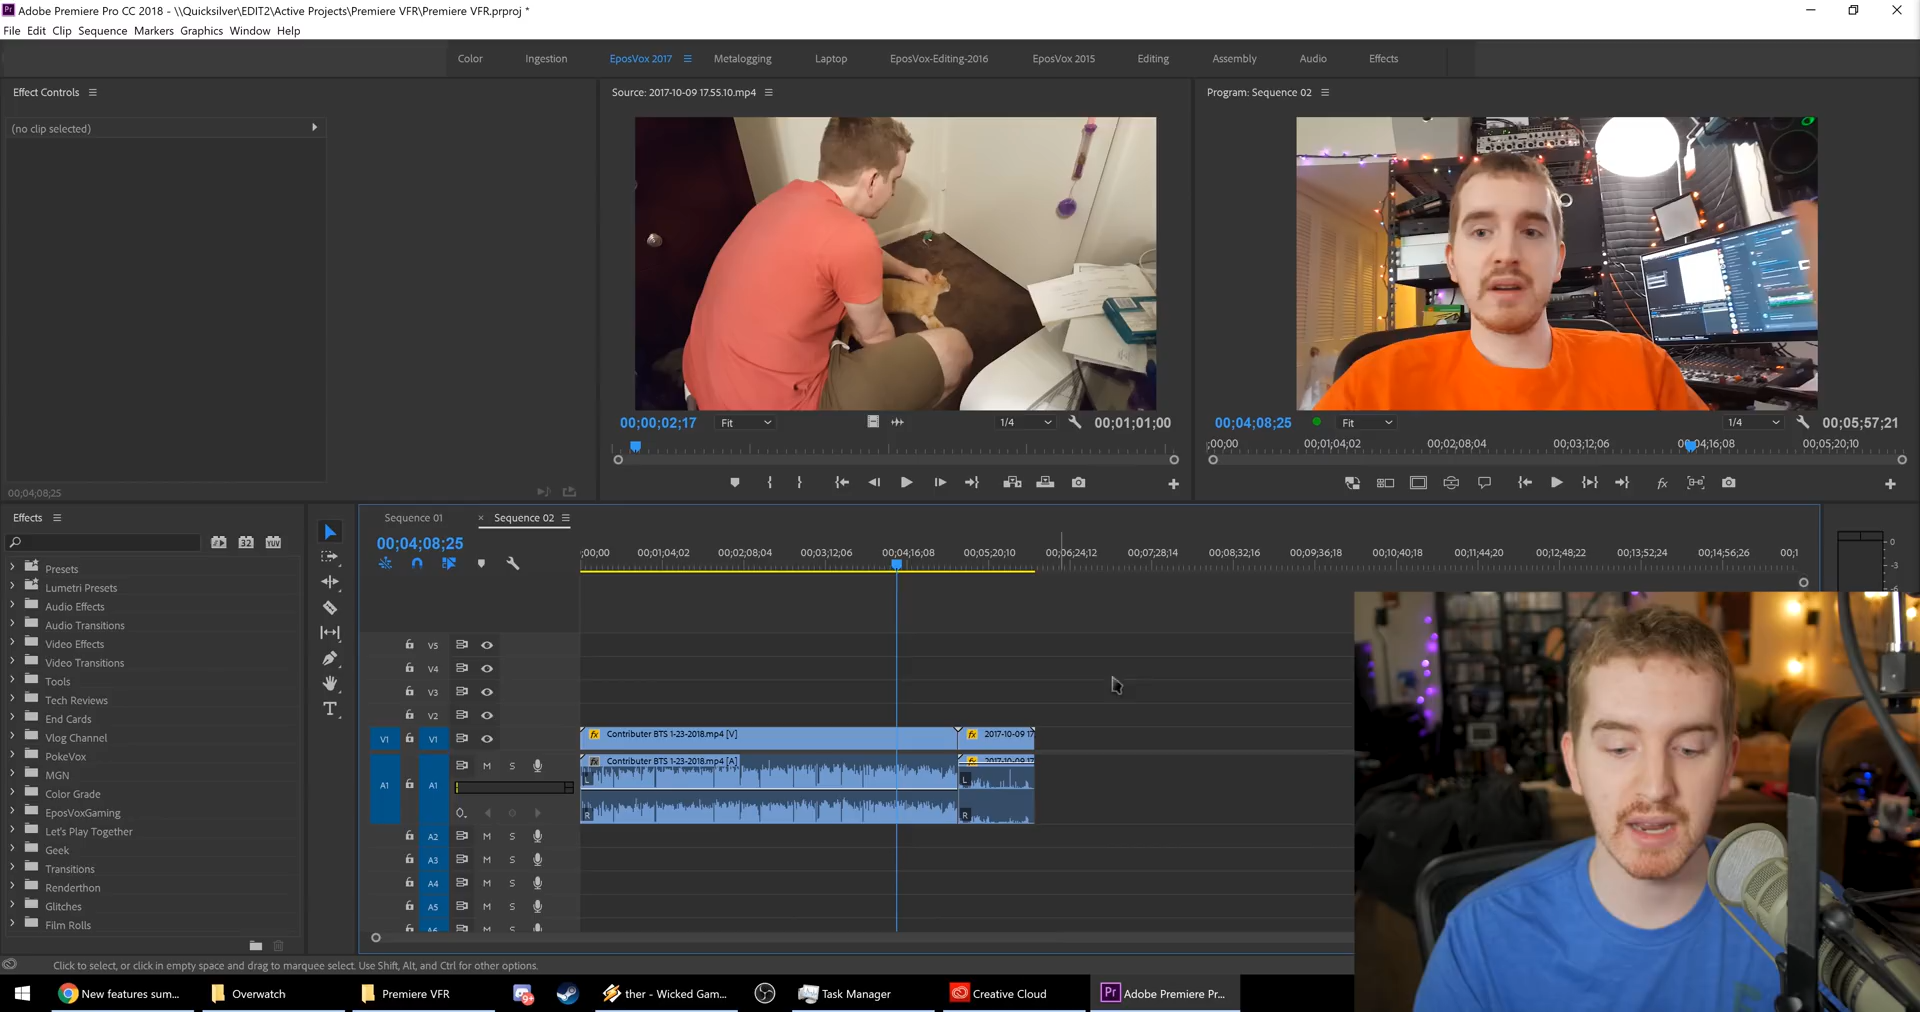 Adobe Premiere Pro CC 2018 - \\Quicksilver\EDIT2\Active Projects\Premiere VFR\Premiere VFR.prproj *
File Edit Clip Sequence Markers Graphics Window Help
Color Ingestion EposVox 2017 Metalogging Laptop EposVox-Editing-2016 EposVox 2015 Editing Assembly Audio Effects
Effect Controls
Source: 2017-10-09 17.55.10.mp4
Program: Sequence 02
(no clip selected)
00;00;02;17 Fit 1/4 00;01;01;00
00;04;08;25 Fit 1/4 00;05;57;21
;00;00 00;01;04;02 00;02;08;04 00;03;12;06 00;04;16;08 00;05;20;10
00;04;08;25
Effects
Sequence 01 × Sequence 02
00;04;08;25
;00;00 00;01;04;02 00;02;08;04 00;03;12;06 00;04;16;08 00;05;20;10 00;06;24;12 00;07;28;14 00;08;32;16 00;09;36;18 00;10;40;18 00;11;44;20 00;12;48;22 00;13;52;24 00;14;56;26 00;1
0
-3
-6
Presets
Lumetri Presets
Audio Effects
Audio Transitions
Video Effects
Video Transitions
Tools
Tech Reviews
End Cards
Vlog Channel
PokeVox
MGN
Color Grade
EposVoxGaming
Let's Play Together
Geek
Transitions
Renderthon
Glitches
Film Rolls
V5
V4
V3
V2
V1 V1 Contributer BTS 1-23-2018.mp4 [V] 2017-10-09 17
M S Contributer BTS 1-23-2018.mp4 [A] 2017-10-09 17
A1 A1
L L
R R
A2 M S
A3 M S
A4 M S
A5 M S
A6
Click to select, or click in empty space and drag to marquee select. Use Shift, Alt, and Ctrl for other options.
New features sum... Overwatch Premiere VFR ther - Wicked Gam... Task Manager Creative Cloud Adobe Premiere Pr...